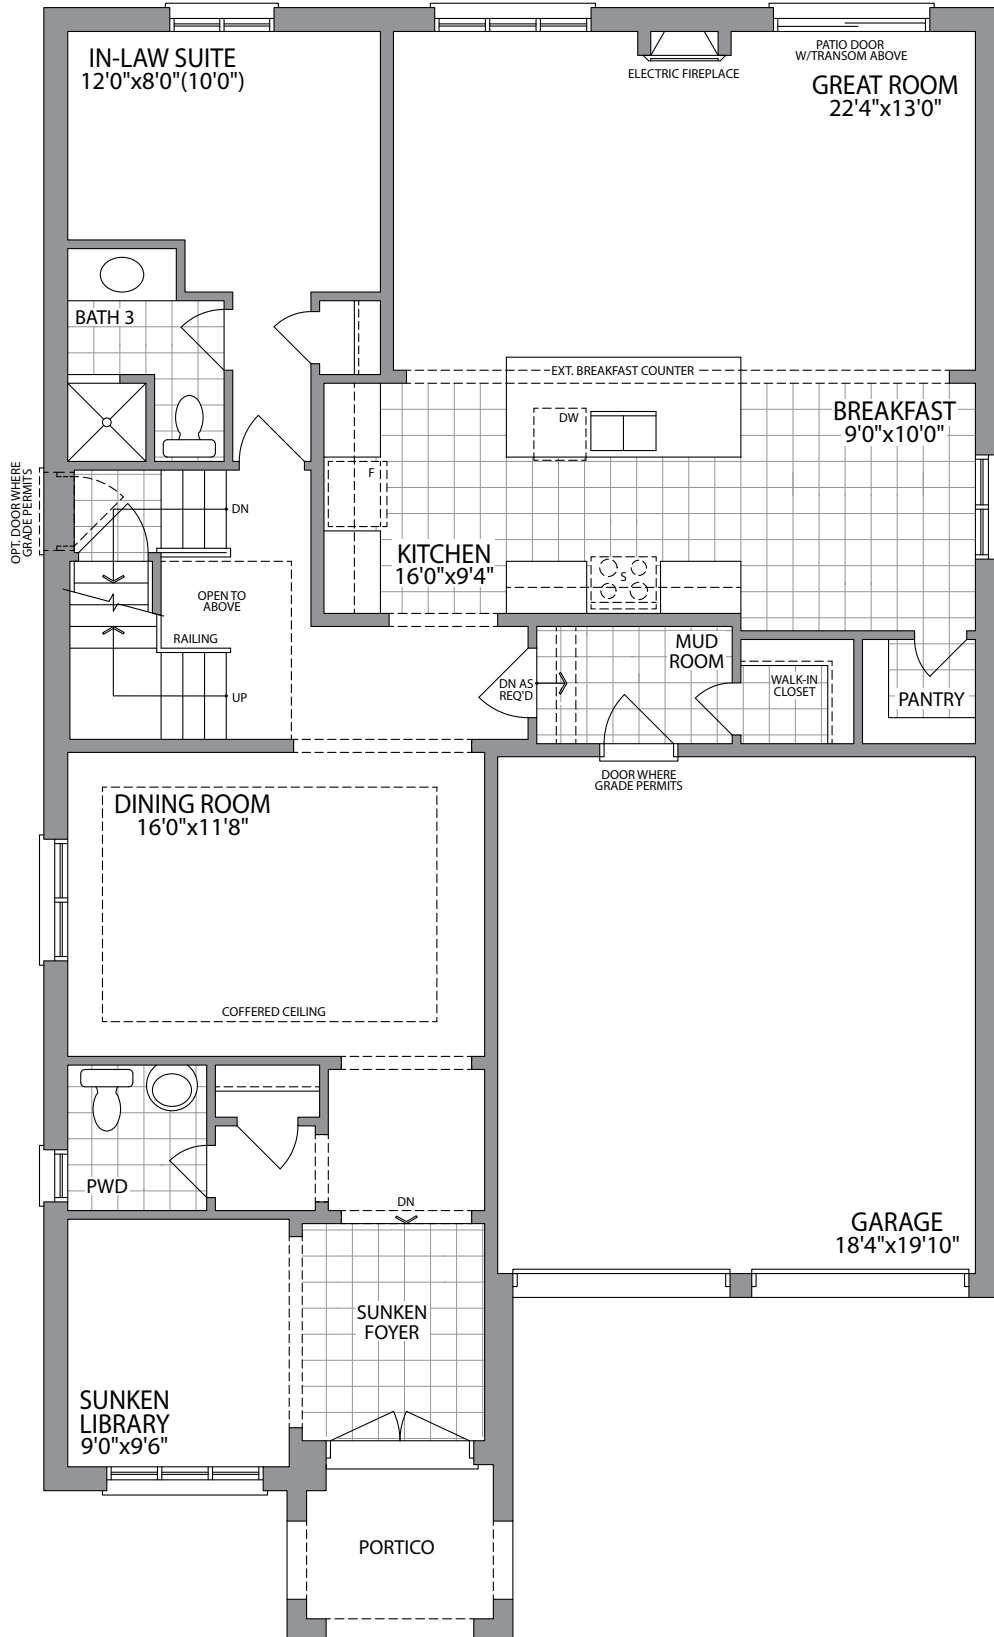 IN-LAW SUITE
12'0"x8'0"(10'0")
PATIO DOOR
W/TRANSOM ABOVE
ELECTRIC FIREPLACE
GREAT ROOM
22'4"x13'0"
BATH 3
EXT. BREAKFAST COUNTER
DW
BREAKFAST
9'0"x10'0"
OPT. DOOR WHERE
GRADE PERMITS
F
DN
KITCHEN
16'0"x9'4"
S
OPEN TO
ABOVE
RAILING
UP
MUD
ROOM
DN AS
REQ'D
WALK-IN
CLOSET
PANTRY
DOOR WHERE
GRADE PERMITS
DINING ROOM
16'0"x11'8"
COFFERED CEILING
PWD
DN
GARAGE
18'4"x19'10"
SUNKEN
FOYER
SUNKEN
LIBRARY
9'0"x9'6"
PORTICO